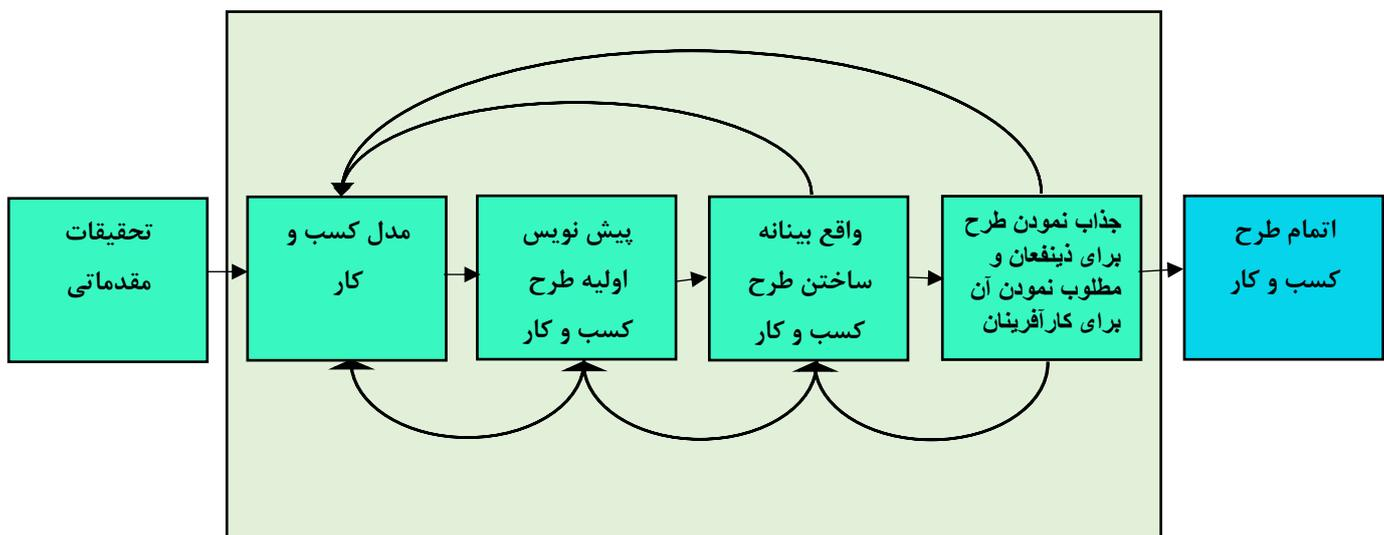 تحقیقات
مقدماتی
مدل کسب و
کار
پیش نویس
اولیه طرح
کسب و کار
واقع بینانه
ساختن طرح
کسب و کار
جذاب نمودن طرح
برای ذینفعان و
مطلوب نمودن آن
برای کارآفرینان
اتمام طرح
کسب و کار